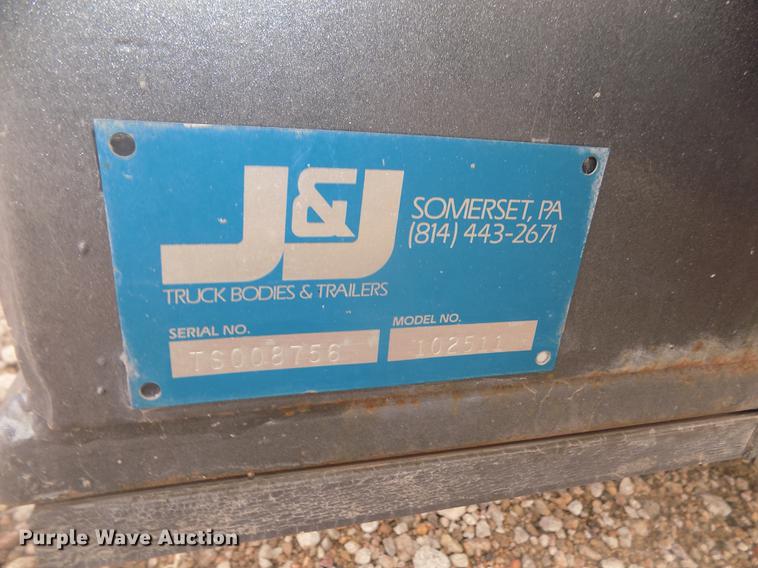 J&J
TRUCK BODIES & TRAILERS
SOMERSET, PA
(814) 443-2671
SERIAL NO.
TS008756
MODEL NO.
102511
Purple Wave Auction